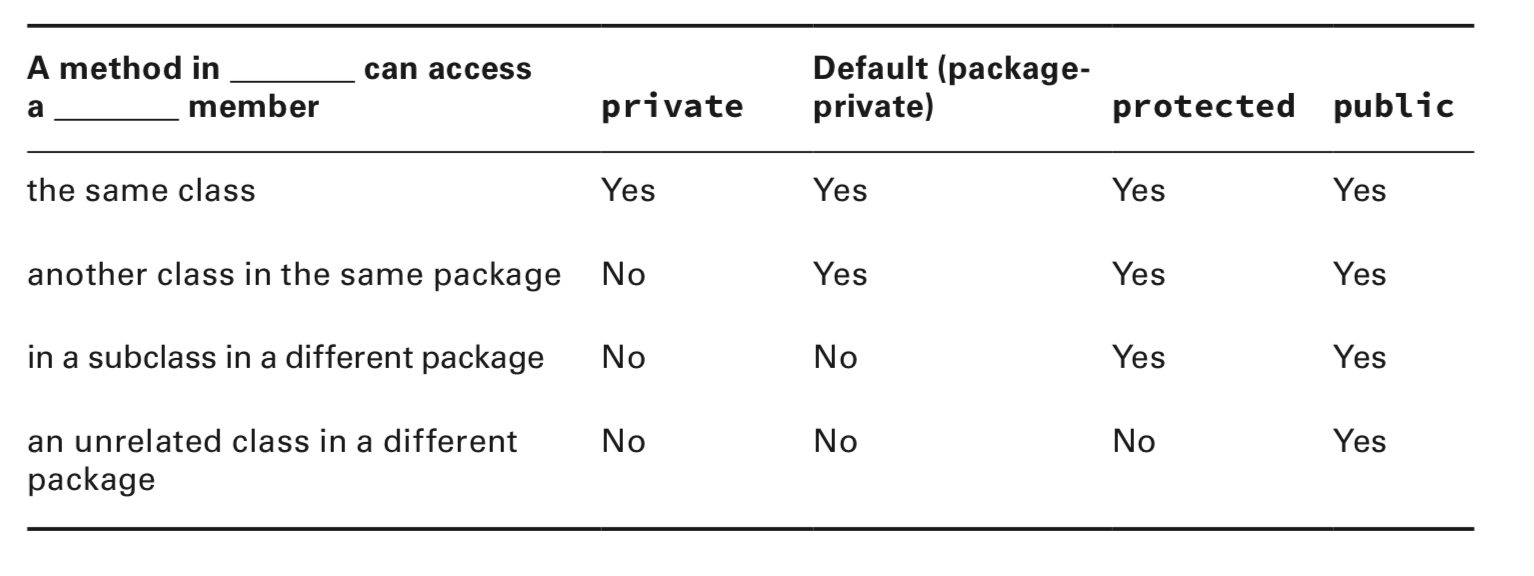 A method in ________ can access
a ________ member
private
Default (package-
private)
protected
public
the same class Yes Yes Yes Yes
another class in the same package No Yes Yes Yes
in a subclass in a different package No No Yes Yes
an unrelated class in a different No No No Yes
package